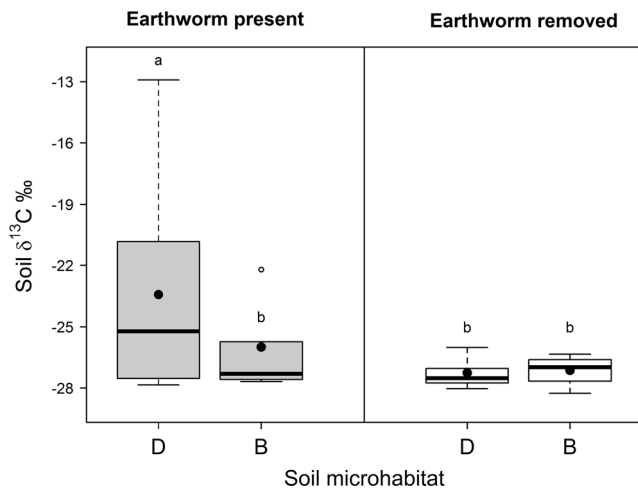 Earthworm present
Earthworm removed
Soil δ13C ‰
-13
-16
-19
-22
-25
-28
a
b
b
b
D
B
D
B
Soil microhabitat